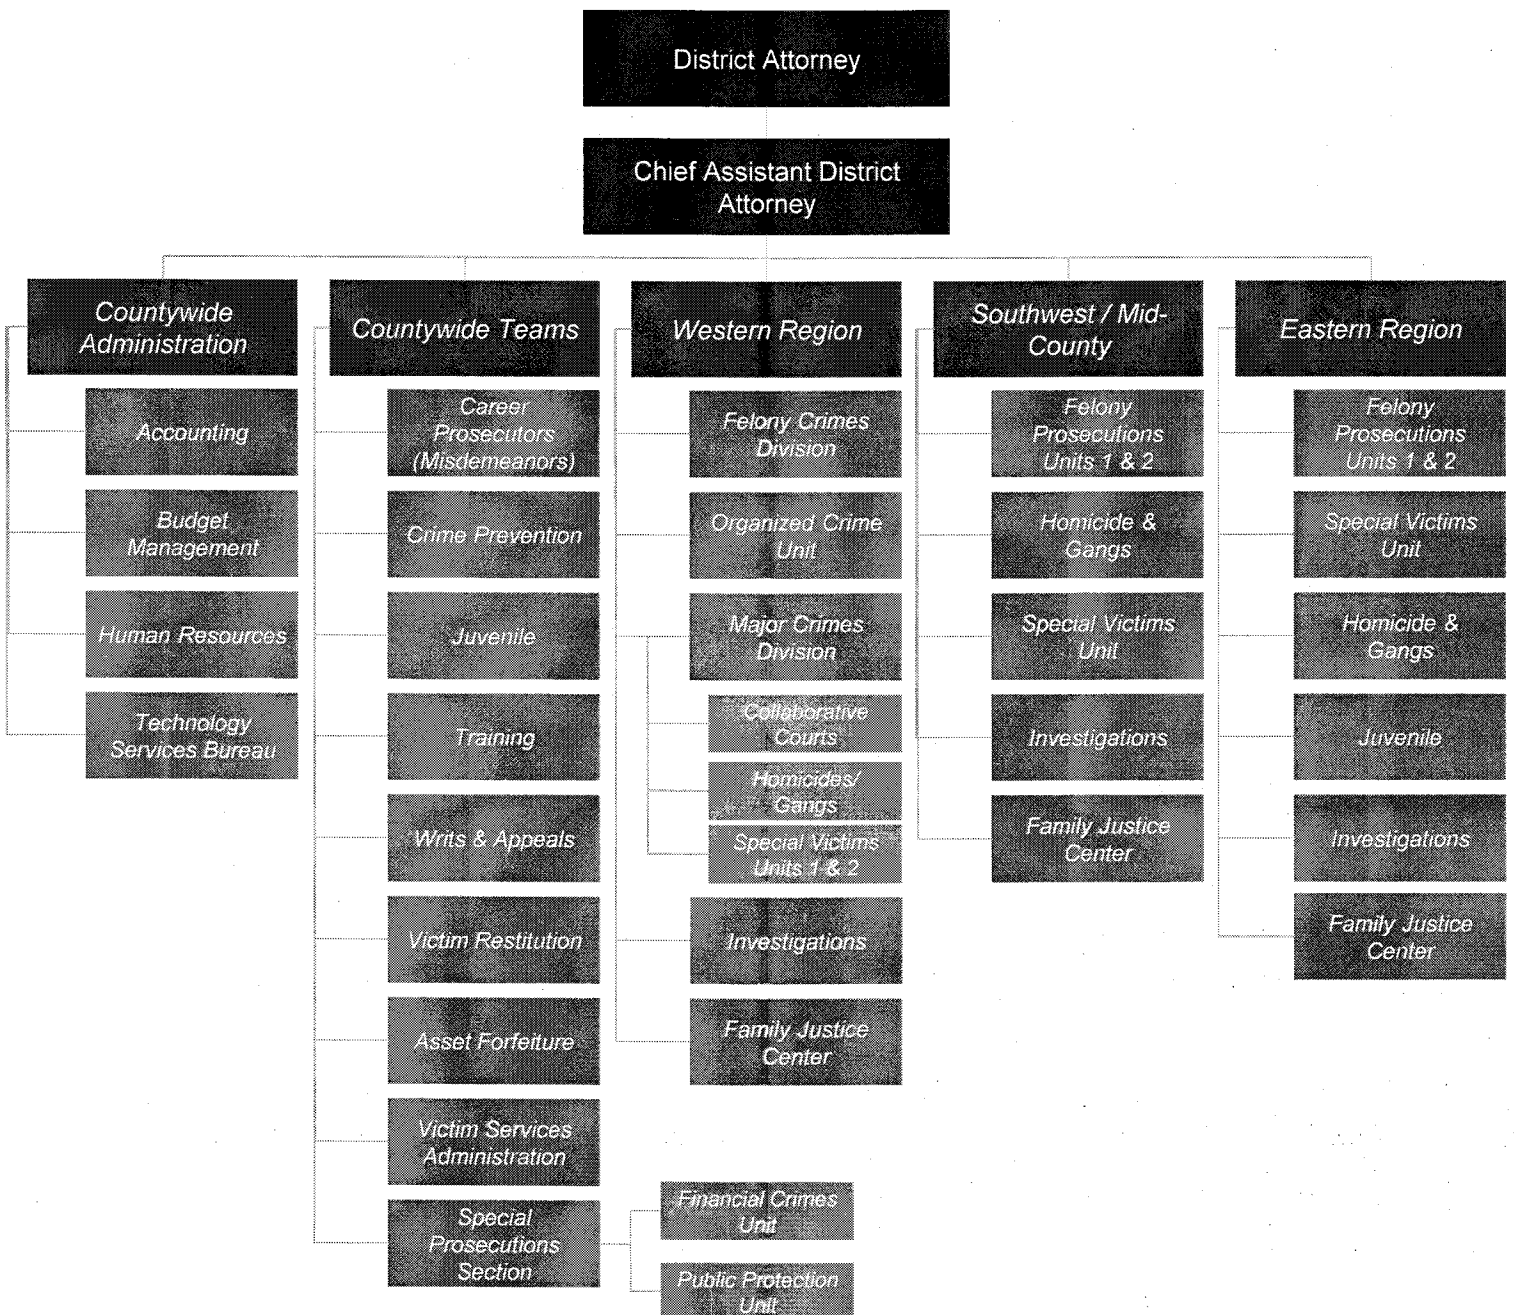 District Attorney
Chief Assistant District
Attorney
Countywide
Administration
Accounting
Budget
Management
Human Resources
Technology
Services Bureau
Countywide Teams
Career
Prosecutors
(Misdemeanors)
Crime Prevention
Juvenile
Training
Writs & Appeals
Victim Restitution
Asset Forfeiture
Victim Services
Administration
Special
Prosecutions
Section
Financial Crimes
Unit
Public Protection
Unit
Western Region
Felony Crimes
Division
Organized Crime
Unit
Major Crimes
Division
Collaborative
Courts
Homicides/
Gangs
Special Victims
Units 1 & 2
Investigations
Family Justice
Center
Southwest / Mid-
County
Felony
Prosecutions
Units 1 & 2
Homicide &
Gangs
Special Victims
Unit
Investigations
Family Justice
Center
Eastern Region
Felony
Prosecutions
Units 1 & 2
Special Victims
Unit
Homicide &
Gangs
Juvenile
Investigations
Family Justice
Center